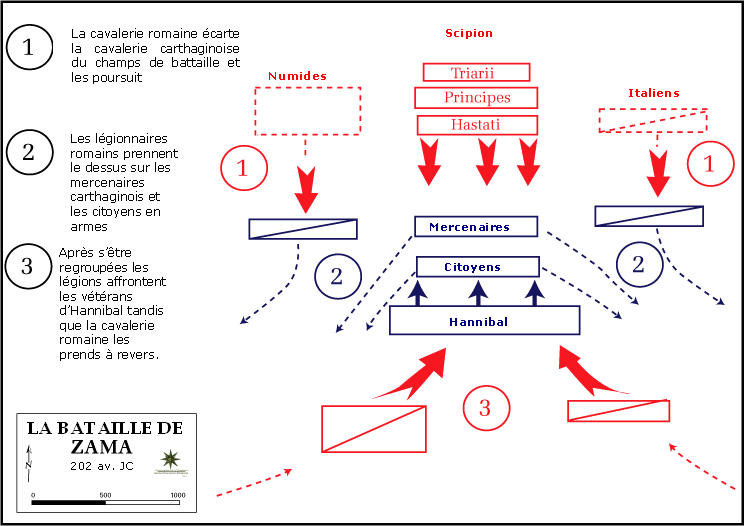 1
La cavalerie romaine écarte
la cavalerie carthaginoise
du champs de battaille et
les poursuit
2
Les légionnaires
romains prennent
le dessus sur les
mercenaires
carthaginois et
les citoyens en
armes
3
Après s’être
regroupées les
légions affrontent
les vétérans
d’Hannibal tandis
que la cavalerie
romaine les
prends à revers.
Scipion
Numides
Triarii
Principes
Hastati
Italiens
1
1
Mercenaires
2
Citoyens
2
Hannibal
3
LA BATAILLE DE
ZAMA
202 av. JC
N
0
500
1000